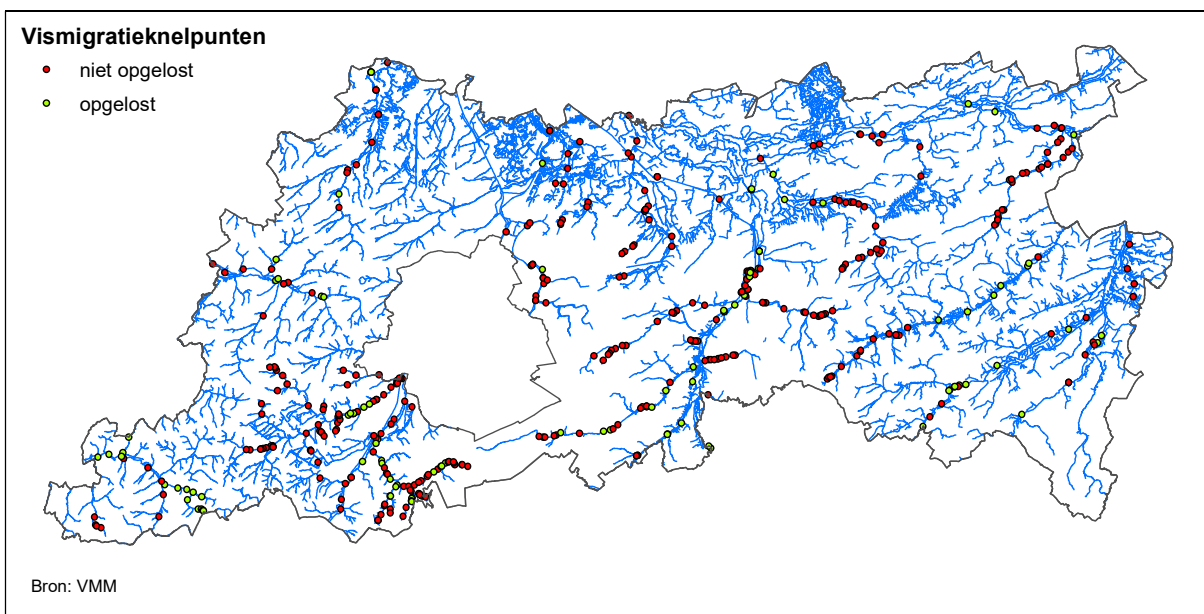 Vismigratieknelpunten
niet opgelost
opgelost
Bron: VMM